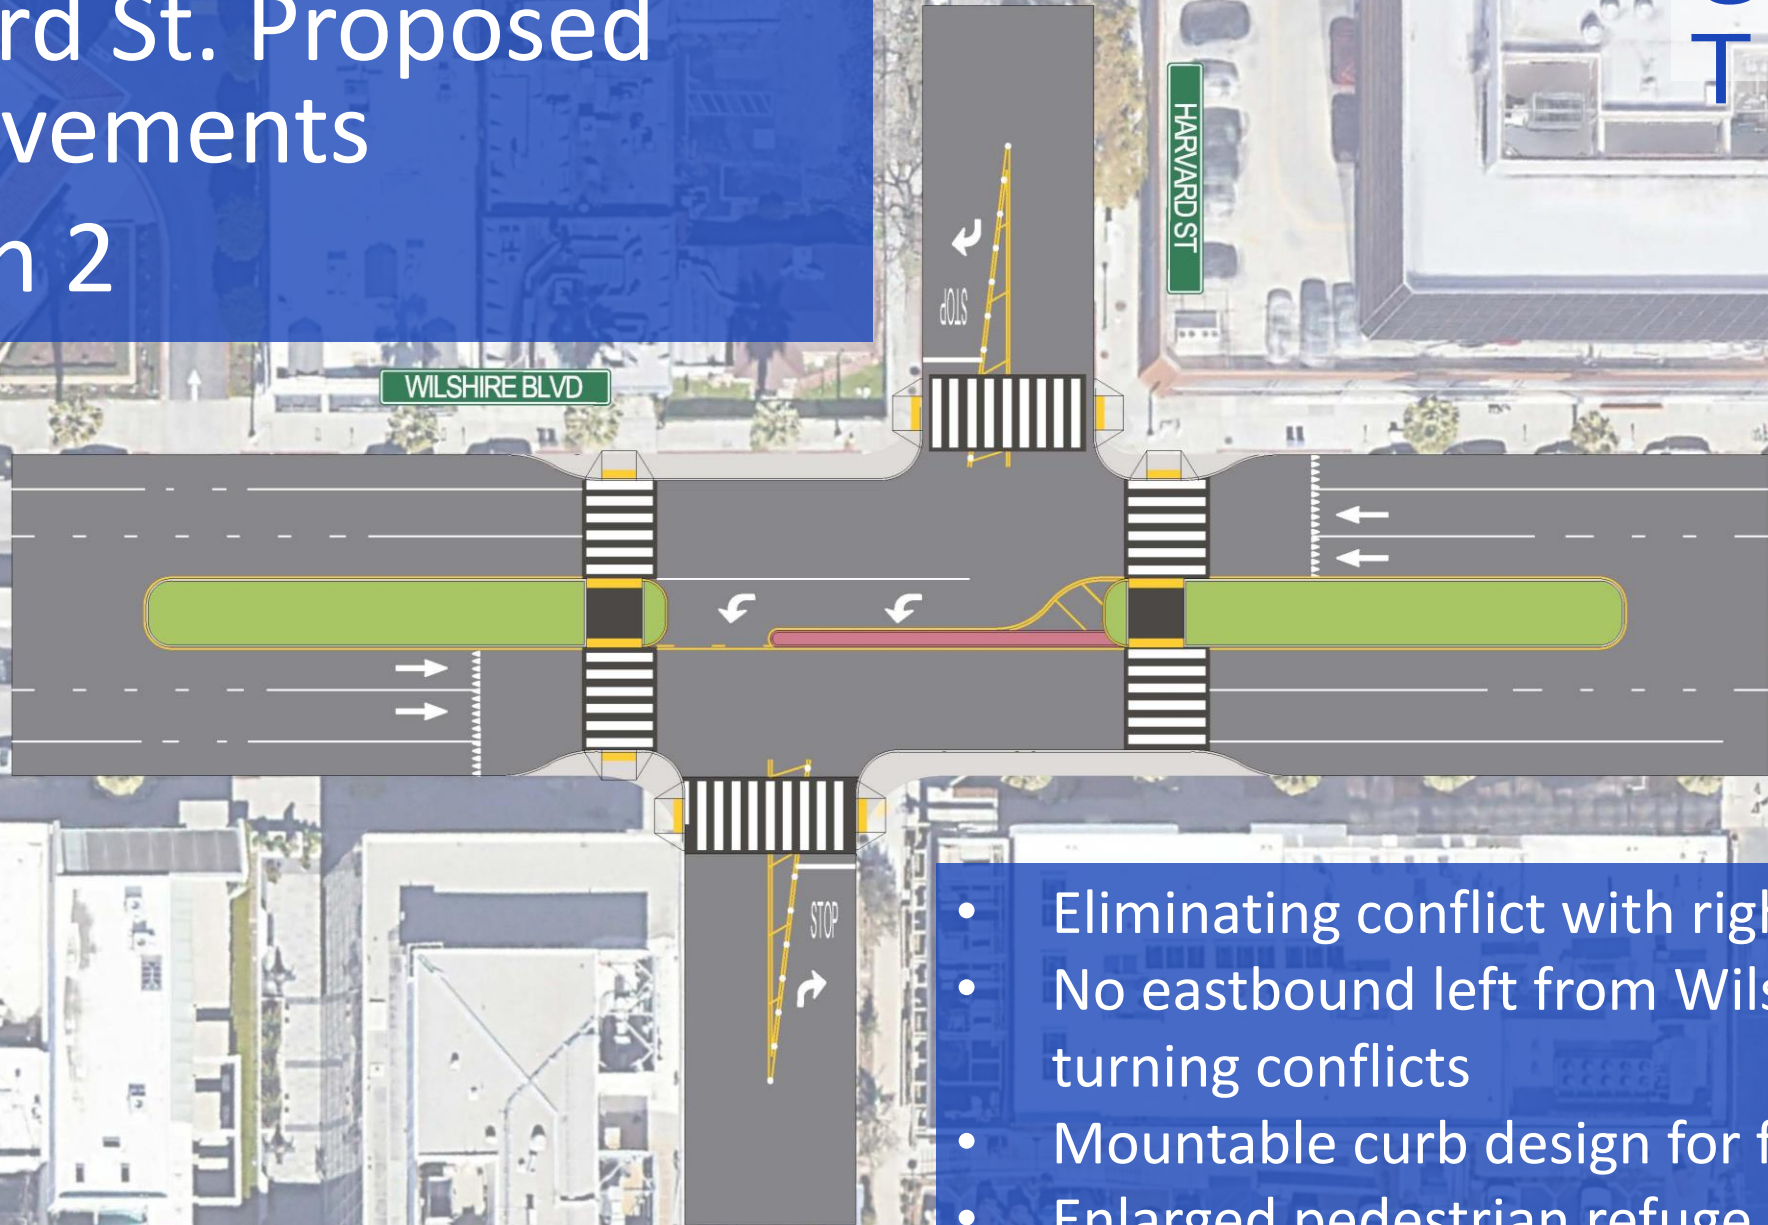 rd St. Proposed
vements
n 2
T
HARVARD ST
WILSHIRE BLVD
STOP
STOP
• Eliminating conflict with righ
• No eastbound left from Wils
turning conflicts
• Mountable curb design for f
• Enlarged pedestrian refuge